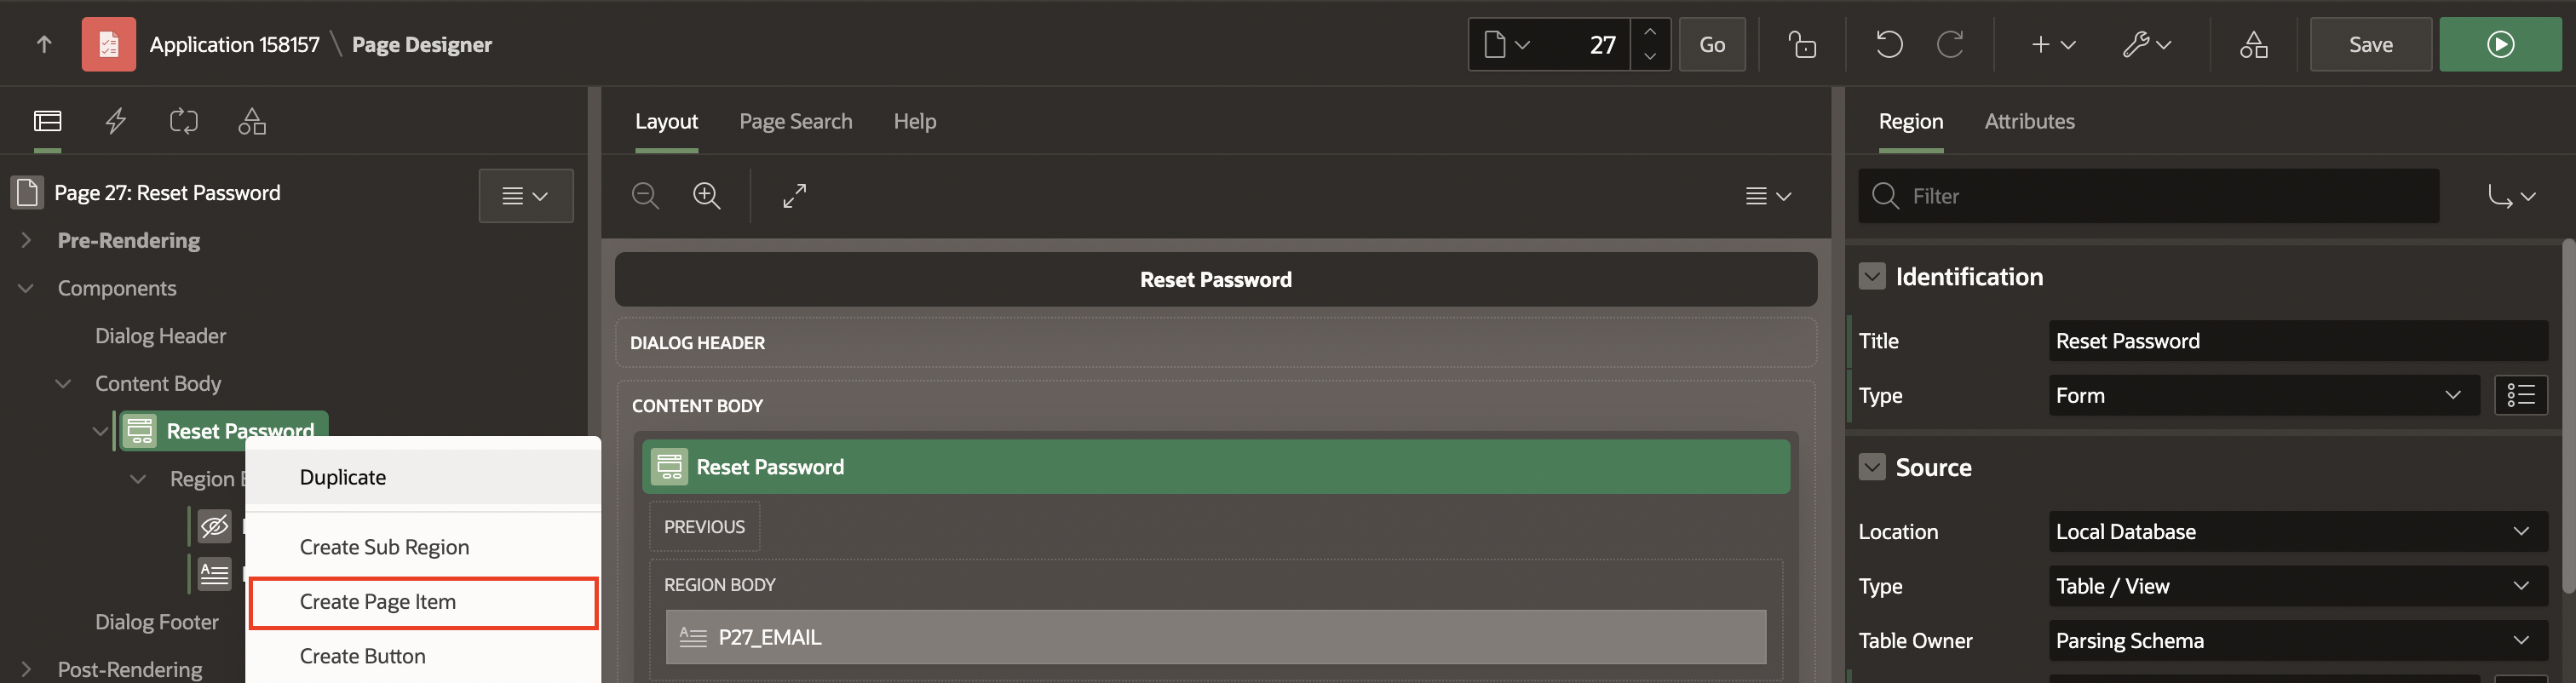 Application 158157 \ Page Designer
27
Go
Save
Layout
Page Search
Help
Region
Attributes
Page 27: Reset Password
Pre-Rendering
Components
Dialog Header
Content Body
Reset Password
Region
Dialog Footer
Post-Rendering
Duplicate
Create Sub Region
Create Page Item
Create Button
Reset Password
DIALOG HEADER
CONTENT BODY
Reset Password
PREVIOUS
REGION BODY
P27_EMAIL
Filter
Identification
Title
Reset Password
Type
Form
Source
Location
Local Database
Type
Table / View
Table Owner
Parsing Schema